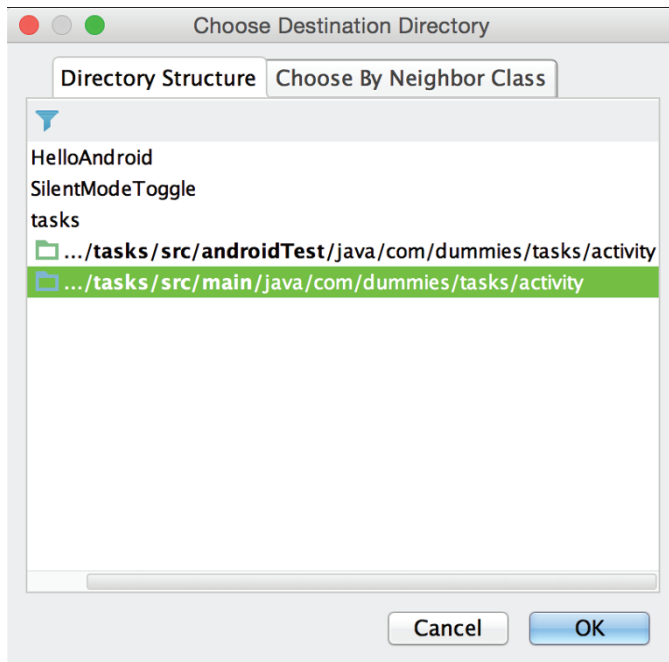 Choose Destination Directory
Directory Structure Choose By Neighbor Class
HelloAndroid
SilentModeToggle
tasks
.../tasks/src/androidTest/java/com/dummies/tasks/activity
.../tasks/src/main/java/com/dummies/tasks/activity
Cancel OK